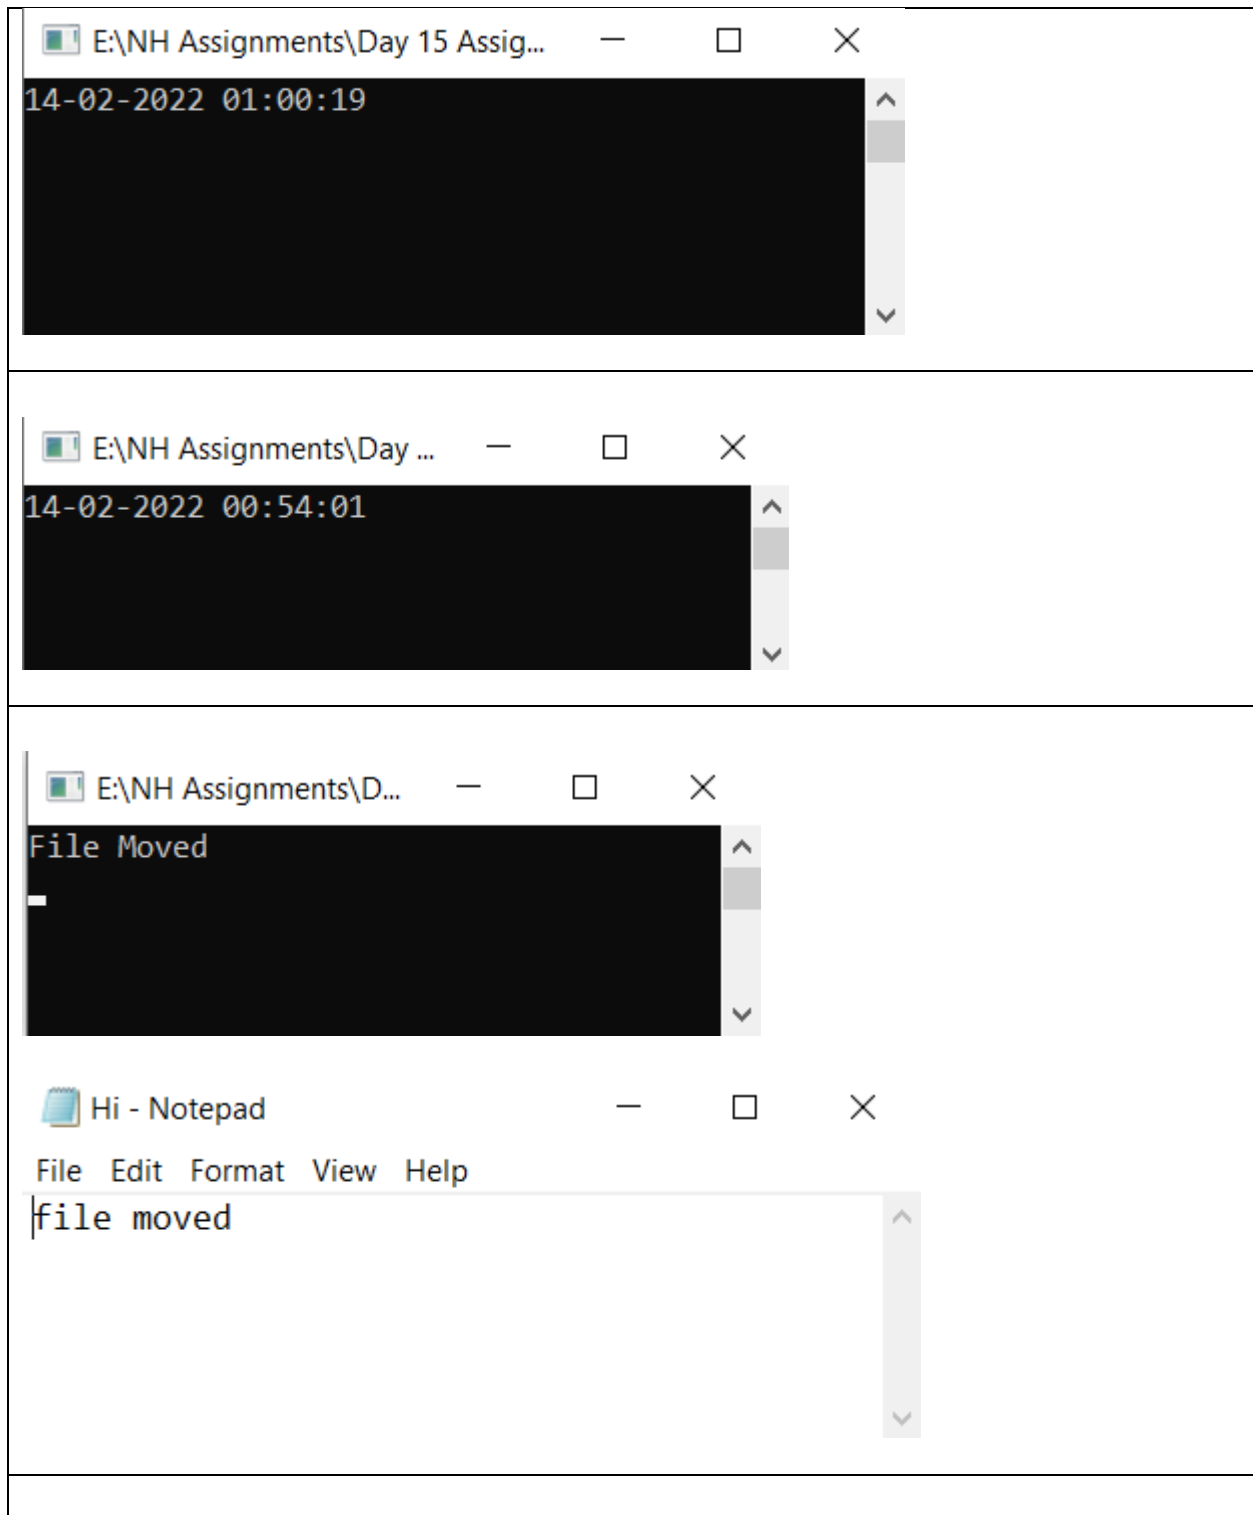 E:\NH Assignments\Day 15 Assig...
14-02-2022 01:00:19
E:\NH Assignments\Day ...
14-02-2022 00:54:01
E:\NH Assignments\D...
File Moved
Hi - Notepad
File Edit Format View Help
file moved